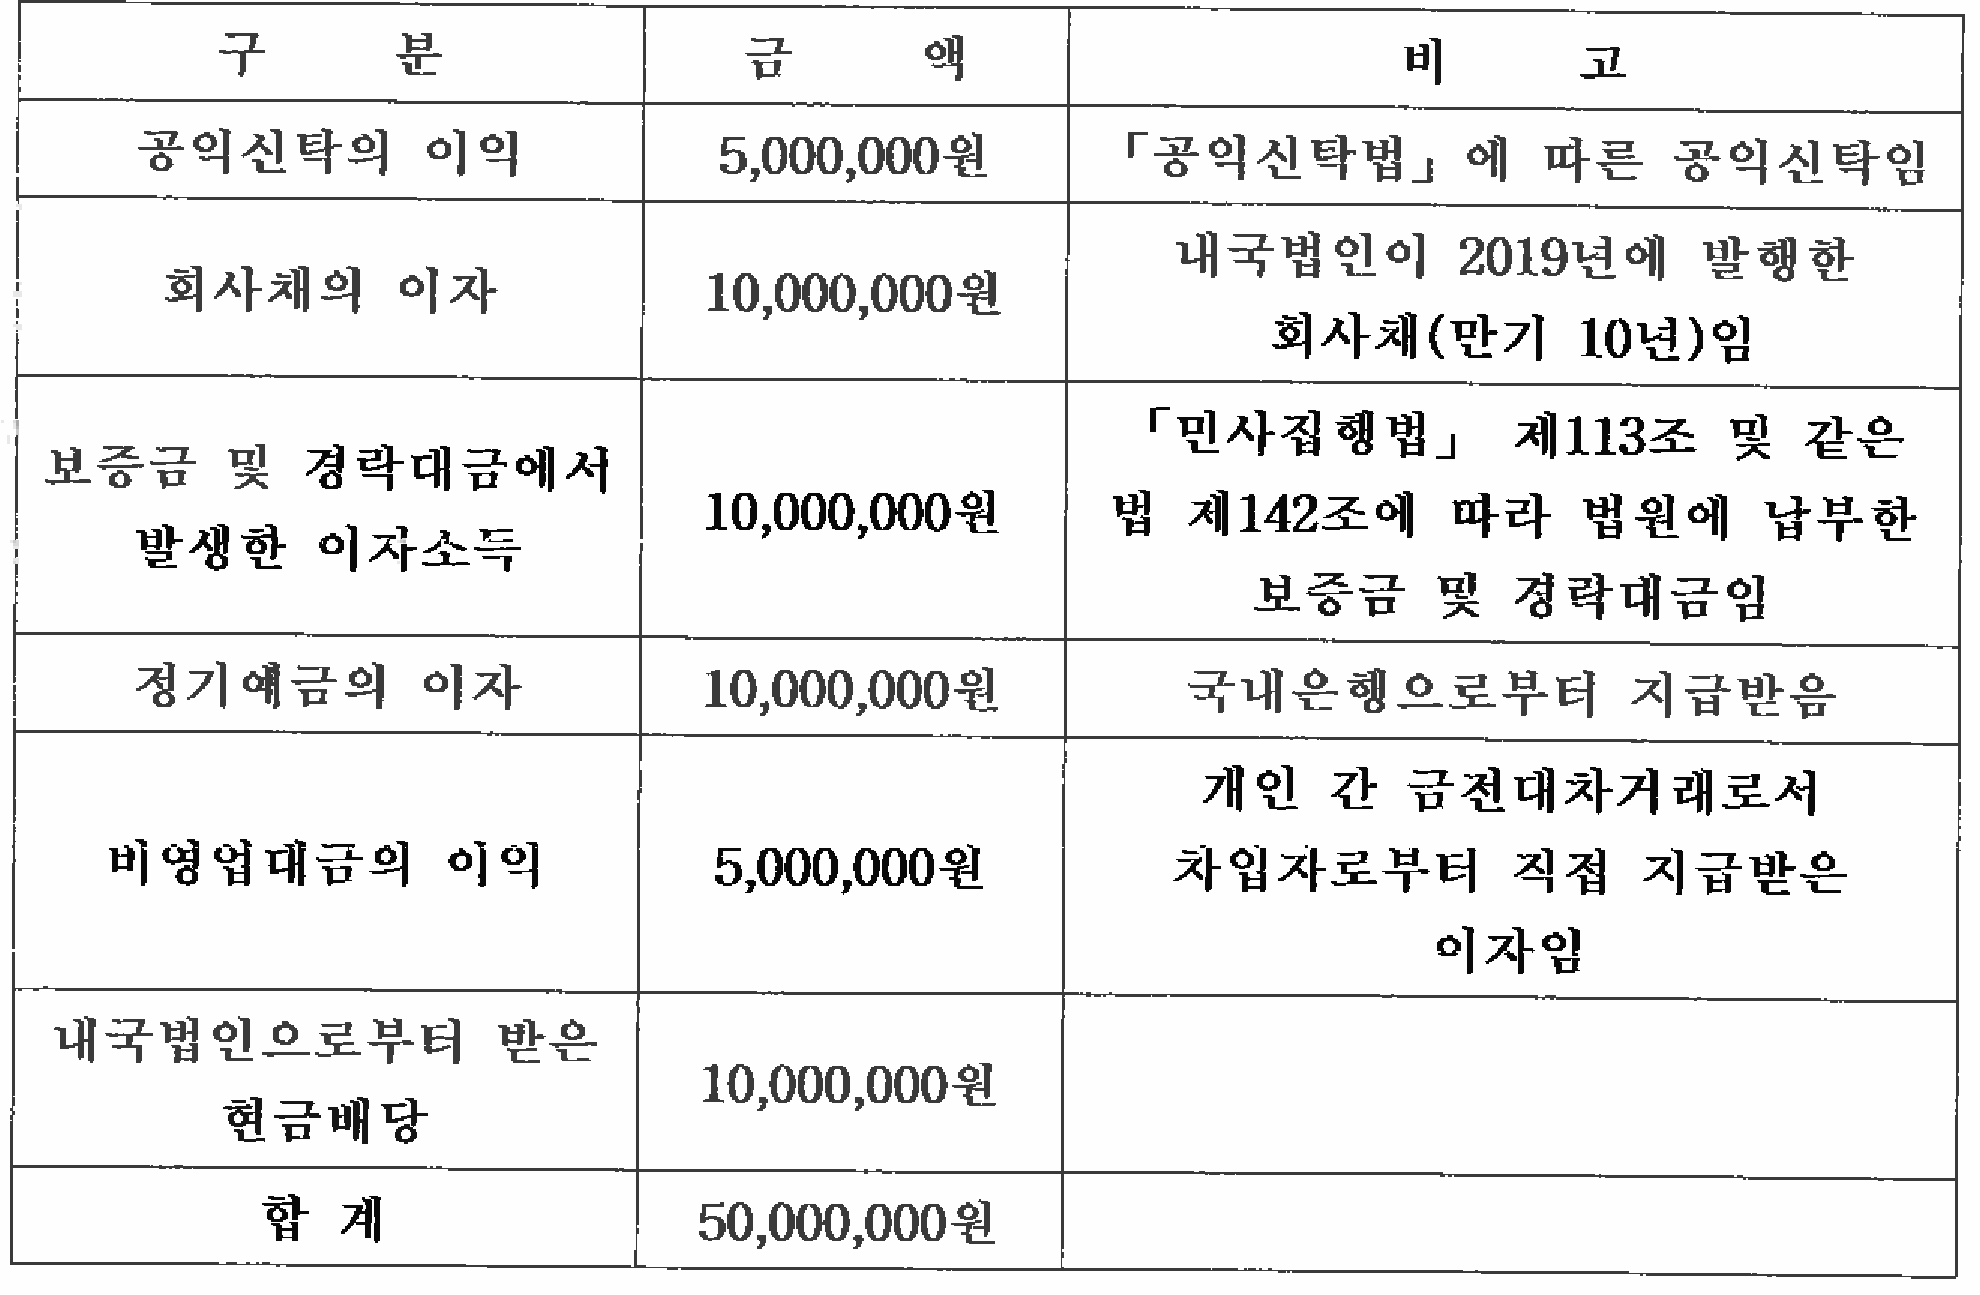 구 분 금 액 비 고
공익신탁의 이익 5,000,000원 「공익신탁법」에 따른 공익신탁임
회사채의 이자 10,000,000원 내국법인이 2019년에 발행한
회사채(만기 10년)임
보증금 및 경락대금에서
발생한 이자소득 10,000,000원 「민사집행법」 제113조 및 같은
법 제142조에 따라 법원에 납부한
보증금 및 경락대금임
정기예금의 이자 10,000,000원 국내은행으로부터 지급받음
비영업대금의 이익 5,000,000원 개인 간 금전대차거래로서
차입자로부터 직접 지급받은
이자임
내국법인으로부터 받은
현금배당 10,000,000원
합 계 50,000,000원